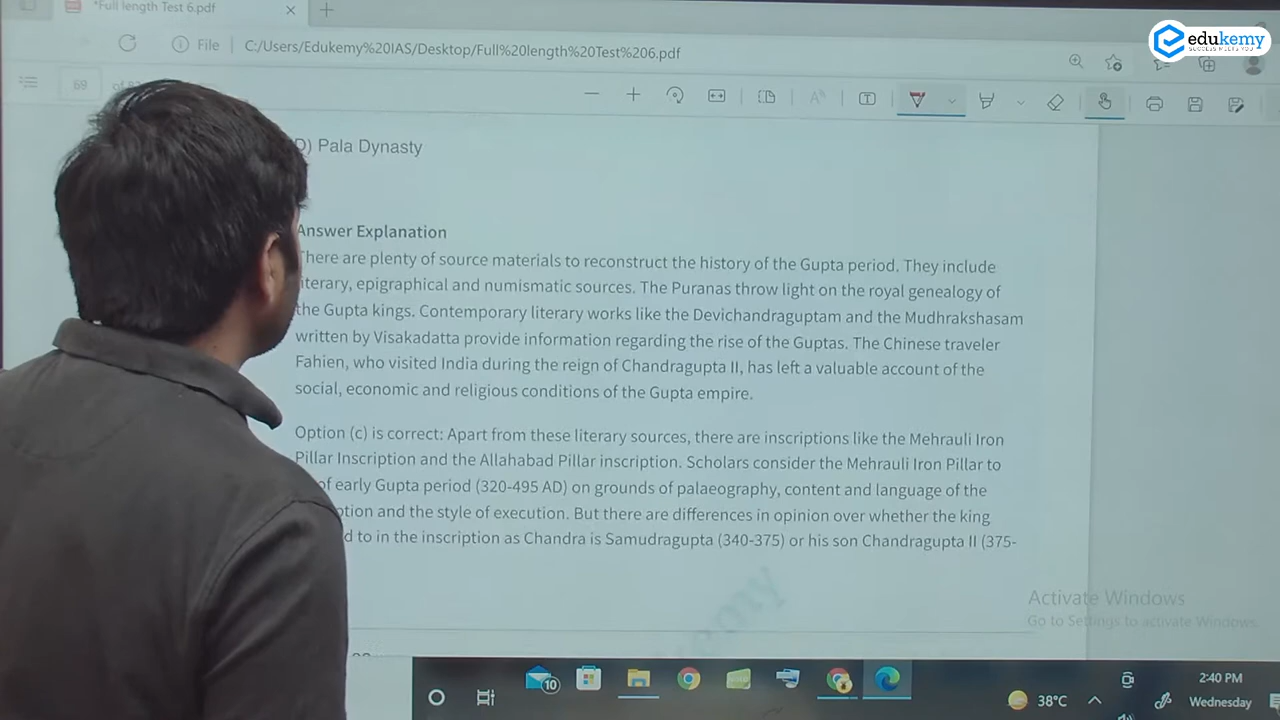 *Full length Test 6.pdf
File C:/Users/Edukemy%20IAS/Desktop/Full%20length%20Test%206.pdf
edukemy
SUCCESS MEETS YOU
69
D) Pala Dynasty
Answer Explanation
There are plenty of source materials to reconstruct the history of the Gupta period. They include
literary, epigraphical and numismatic sources. The Puranas throw light on the royal genealogy of
the Gupta kings. Contemporary literary works like the Devichandraguptam and the Mudhrakshasam
written by Visakadatta provide information regarding the rise of the Guptas. The Chinese traveler
Fahien, who visited India during the reign of Chandragupta II, has left a valuable account of the
social, economic and religious conditions of the Gupta empire.
Option (c) is correct: Apart from these literary sources, there are inscriptions like the Mehrauli Iron
Pillar Inscription and the Allahabad Pillar inscription. Scholars consider the Mehrauli Iron Pillar to
of early Gupta period (320-495 AD) on grounds of palaeography, content and language of the
ption and the style of execution. But there are differences in opinion over whether the king
d to in the inscription as Chandra is Samudragupta (340-375) or his son Chandragupta II (375-
Activate Windows
Go to Settings to activate Windows.
10
38°C
2:40 PM
Wednesday